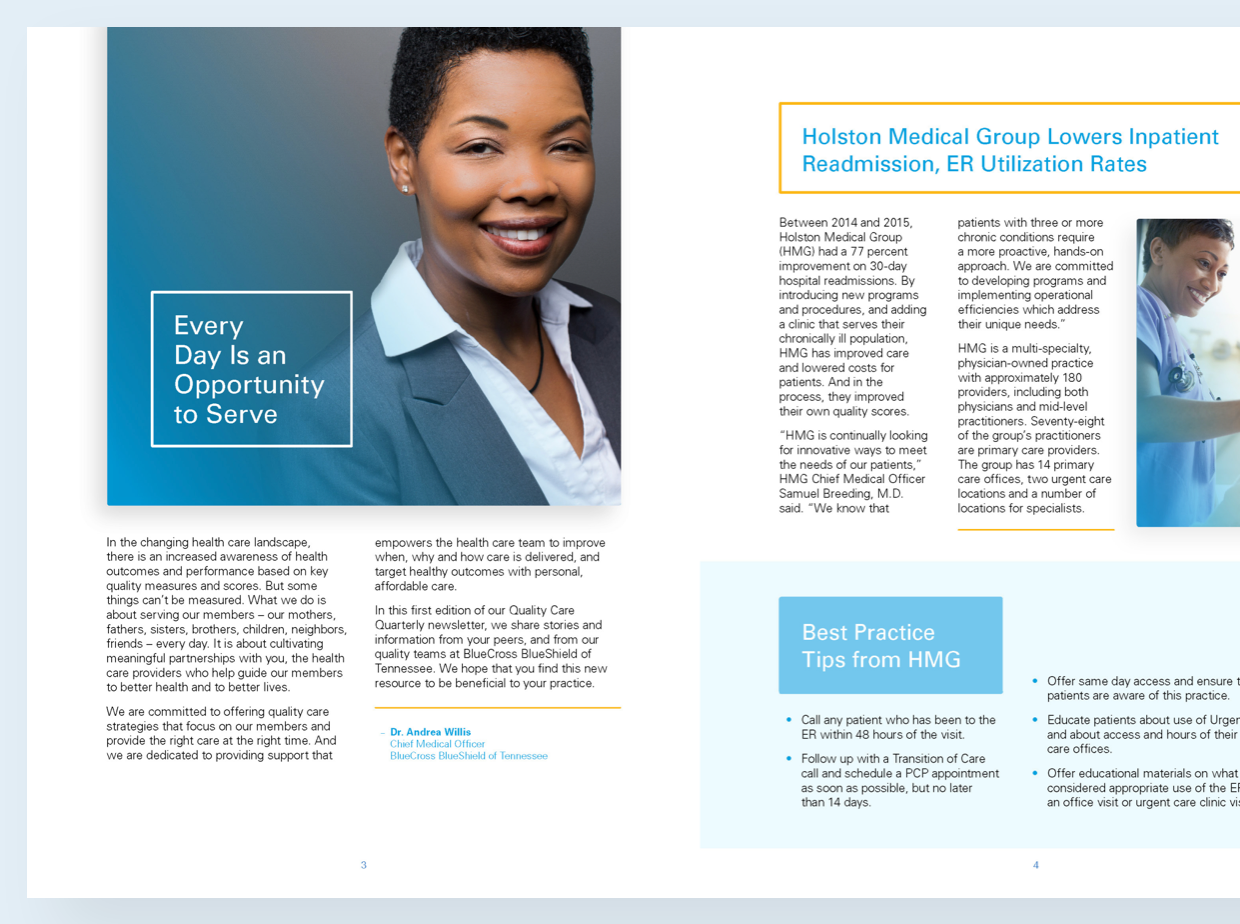 Every
Day Is an
Opportunity
to Serve
In the changing health care landscape,
there is an increased awareness of health
outcomes and performance based on key
quality measures and scores. But some
things can’t be measured. What we do is
about serving our members – our mothers,
fathers, sisters, brothers, children, neighbors,
friends – every day. It is about cultivating
meaningful partnerships with you, the health
care providers who help guide our members
to better health and to better lives.
We are committed to offering quality care
strategies that focus on our members and
provide the right care at the right time. And
we are dedicated to providing support that
empowers the health care team to improve
when, why and how care is delivered, and
target healthy outcomes with personal,
affordable care.
In this first edition of our Quality Care
Quarterly newsletter, we share stories and
information from your peers, and from our
quality teams at BlueCross BlueShield of
Tennessee. We hope that you find this new
resource to be beneficial to your practice.
– Dr. Andrea Willis
Chief Medical Officer
BlueCross BlueShield of Tennessee
3
Holston Medical Group Lowers Inpatient
Readmission, ER Utilization Rates
Between 2014 and 2015,
Holston Medical Group
(HMG) had a 77 percent
improvement on 30-day
hospital readmissions. By
introducing new programs
and procedures, and adding
a clinic that serves their
chronically ill population,
HMG has improved care
and lowered costs for
patients. And in the
process, they improved
their own quality scores.
“HMG is continually looking
for innovative ways to meet
the needs of our patients,”
HMG Chief Medical Officer
Samuel Breeding, M.D.
said. “We know that
patients with three or more
chronic conditions require
a more proactive, hands-on
approach. We are committed
to developing programs and
implementing operational
efficiencies which address
their unique needs.”
HMG is a multi-specialty,
physician-owned practice
with approximately 180
providers, including both
physicians and mid-level
practitioners. Seventy-eight
of the group’s practitioners
are primary care providers.
The group has 14 primary
care offices, two urgent care
locations and a number of
locations for specialists.
Best Practice
Tips from HMG
• Call any patient who has been to the
ER within 48 hours of the visit.
• Follow up with a Transition of Care
call and schedule a PCP appointment
as soon as possible, but no later
than 14 days.
• Offer same day access and ensure
patients are aware of this practice.
• Educate patients about use of
and about access and hours of their
care offices.
• Offer educational materials on what
considered appropriate use of the
an office visit or urgent care clinic
4